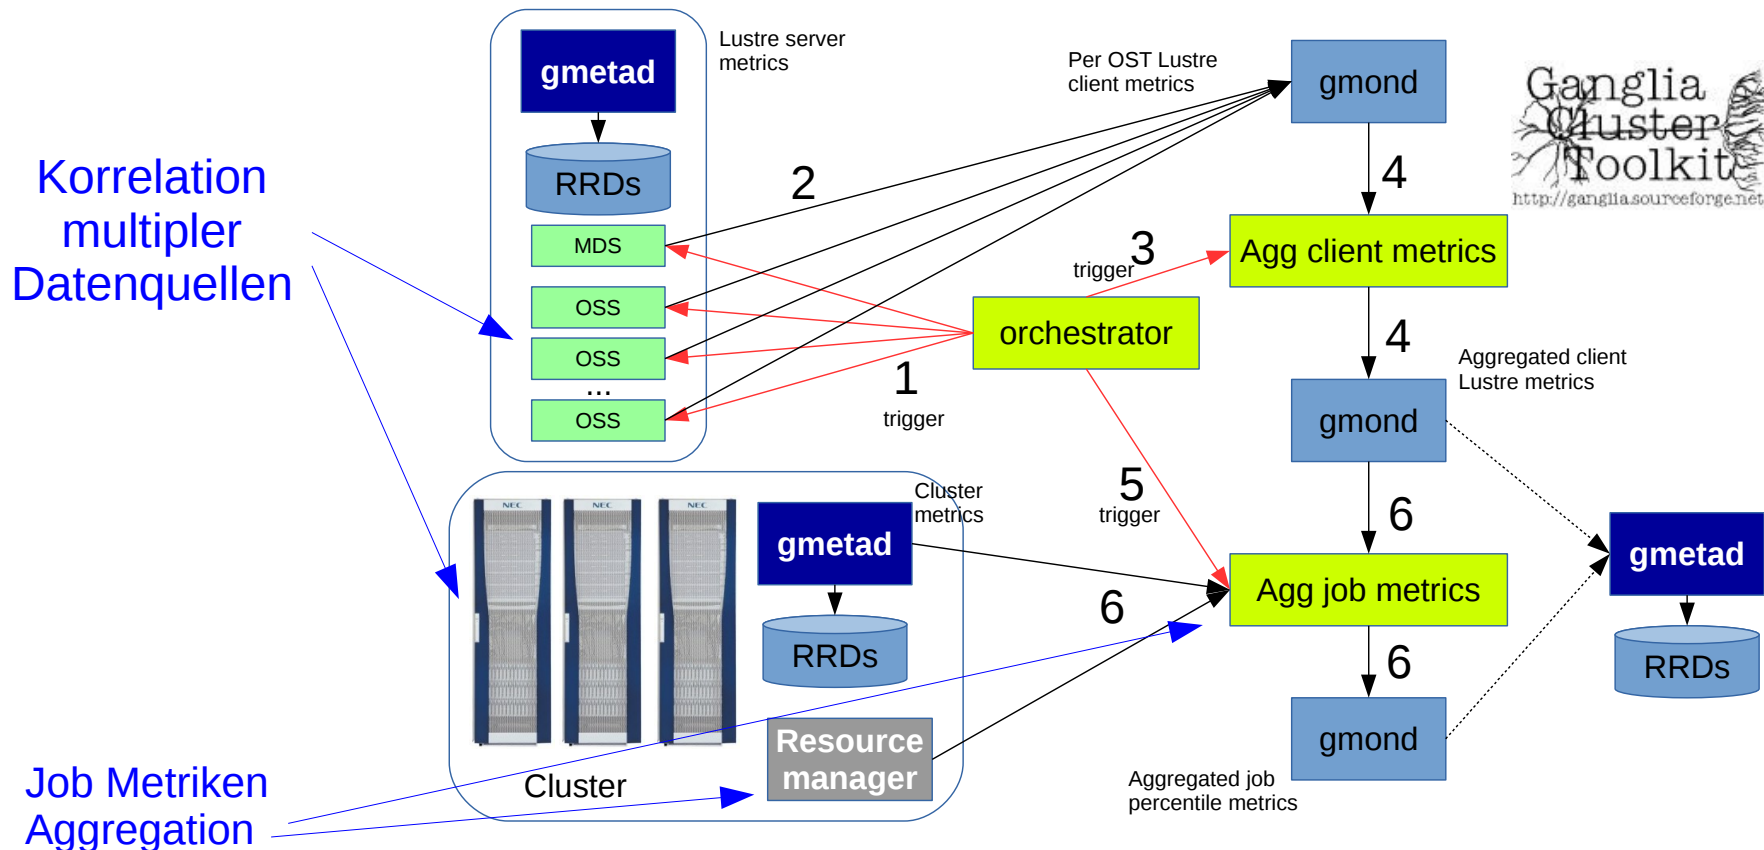 Korrelation
multipler
Datenquellen
Job Metriken
Aggregation
gmetad
RRDs
MDS
OSS
OSS
...
OSS
Lustre server
metrics
2
1
trigger
Per OST Lustre
client metrics
orchestrator
trigger
3
5
trigger
gmond
4
Agg client metrics
4
gmond
Aggregated client
Lustre metrics
6
Agg job metrics
6
gmond
Aggregated job
percentile metrics
Ganglia
Cluster
Toolkit
http://ganglia.sourceforge.net
NEC
NEC
NEC
Cluster
Cluster
metrics
gmetad
RRDs
Resource
manager
6
gmetad
RRDs